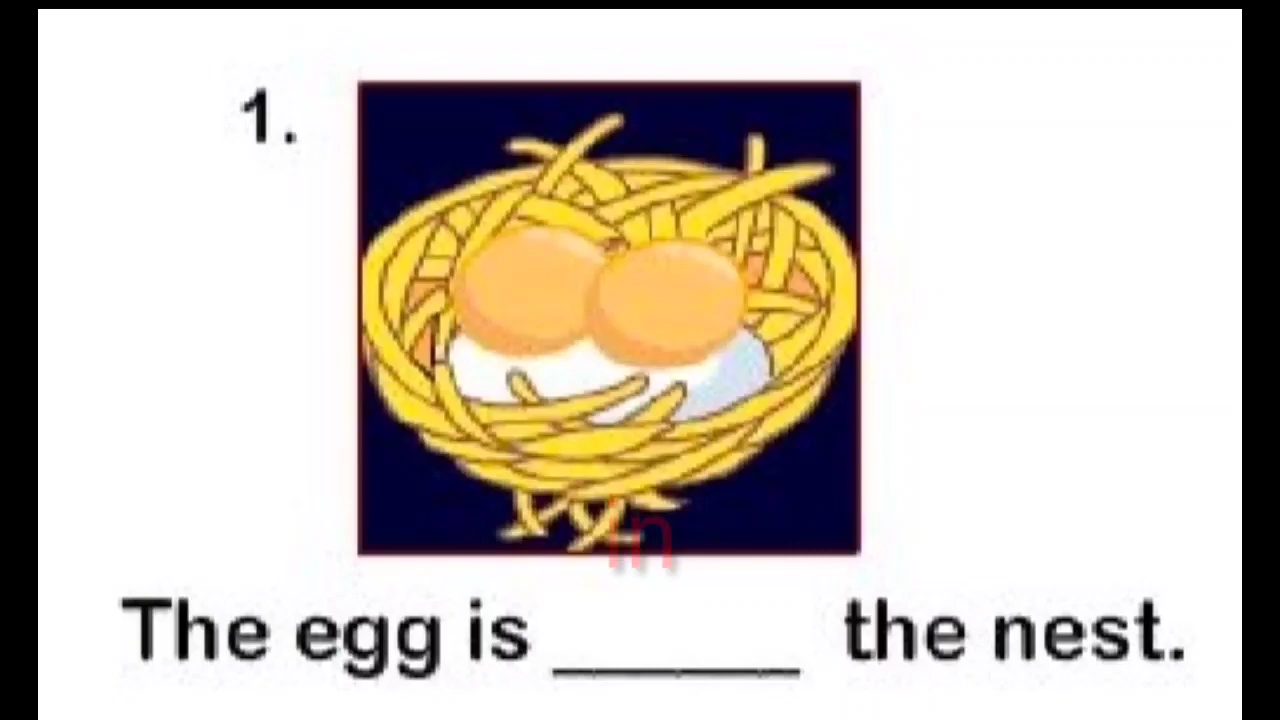 1.
In
The egg is ______ the nest.